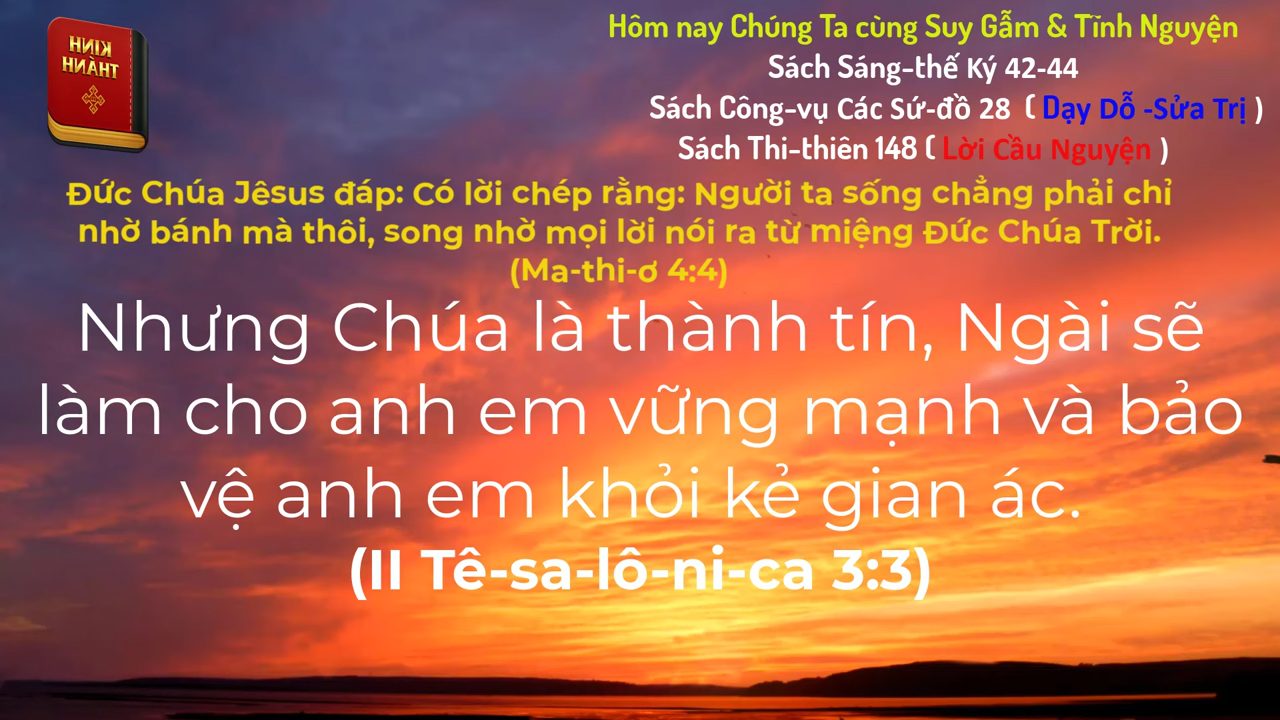 KINH
THÁNH
Hôm nay Chúng Ta cùng Suy Gẫm & Tĩnh Nguyện
Sách Sáng-thế Ký 42-44
Sách Công-vụ Các Sứ-đồ 28 ( Dạy Dỗ -Sửa Trị )
Sách Thi-thiên 148 ( Lời Cầu Nguyện )
Đức Chúa Jêsus đáp: Có lời chép rằng: Người ta sống chẳng phải chỉ
nhờ bánh mà thôi, song nhờ mọi lời nói ra từ miệng Đức Chúa Trời.
(Ma-thi-ơ 4:4)
Nhưng Chúa là thành tín, Ngài sẽ
làm cho anh em vững mạnh và bảo
vệ anh em khỏi kẻ gian ác.
(II Tê-sa-lô-ni-ca 3:3)